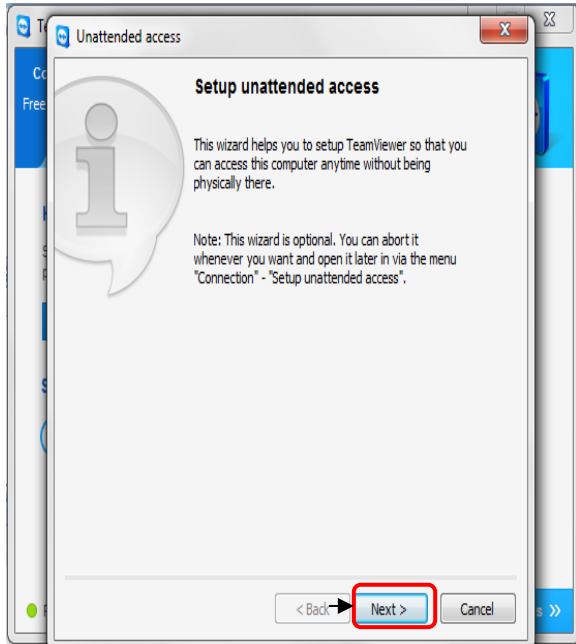 Unattended access
Setup unattended access
This wizard helps you to setup TeamViewer so that you
can access this computer anytime without being
physically there.
Note: This wizard is optional. You can abort it
whenever you want and open it later in via the menu
"Connection" - "Setup unattended access".
Free
< Back
Next >
Cancel